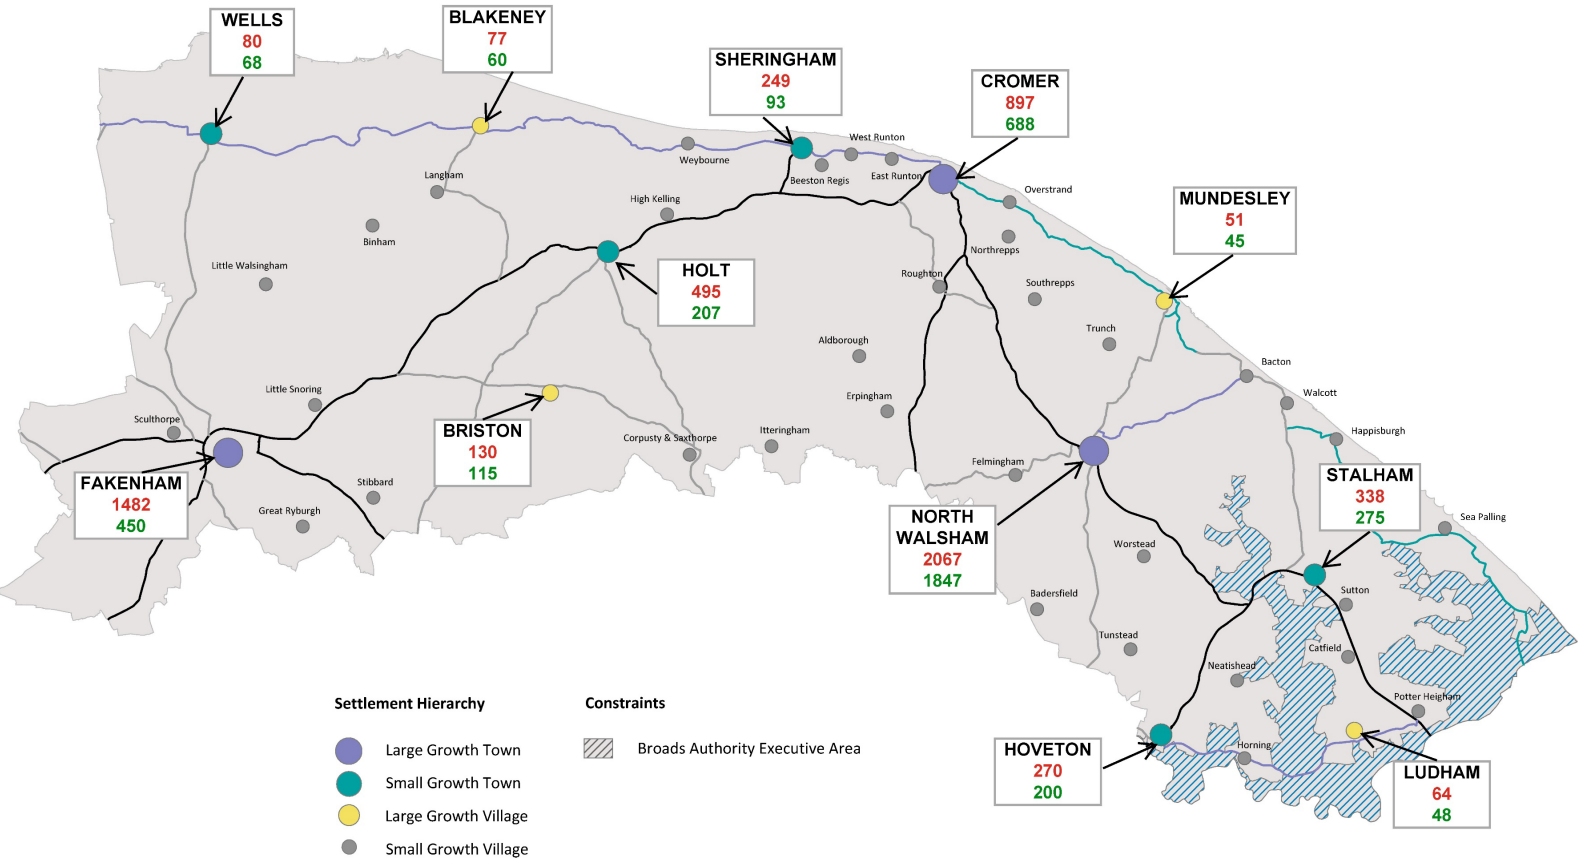 WELLS
80
68
BLAKENEY
77
60
SHERINGHAM
249
93
CROMER
897
688
MUNDESLEY
51
45
West Runton
Weybourne
Beeston Regis
East Runton
Langham
Overstrand
High Kelling
Binham
Northrepps
Little Walsingham
HOLT
495
207
Roughton
Southrepps
Trunch
Aldborough
Bacton
Little Snoring
Erpingham
Walcott
Sculthorpe
BRISTON
130
115
Corpusty & Saxthorpe
Itteringham
Happisburgh
Felmingham
FAKENHAM
1482
450
Stibbard
Great Ryburgh
STALHAM
338
275
Sea Palling
NORTH
WALSHAM
2067
1847
Worstead
Badersfield
Sutton
Tunstead
Catfield
Neatishead
Potter Heigham
Horning
HOVETON
270
200
LUDHAM
64
48
Settlement Hierarchy
Large Growth Town
Small Growth Town
Large Growth Village
Small Growth Village
Constraints
Broads Authority Executive Area